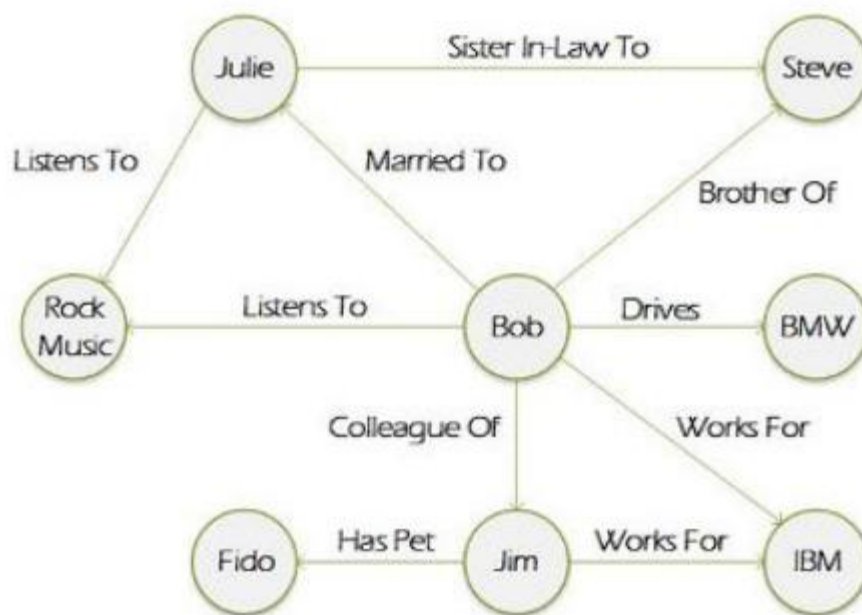 Julie
Sister In-Law To
Steve
Listens To
Married To
Brother Of
Rock
Music
Listens To
Bob
Drives
BMW
Colleague Of
Works For
Fido
Has Pet
Jim
Works For
IBM